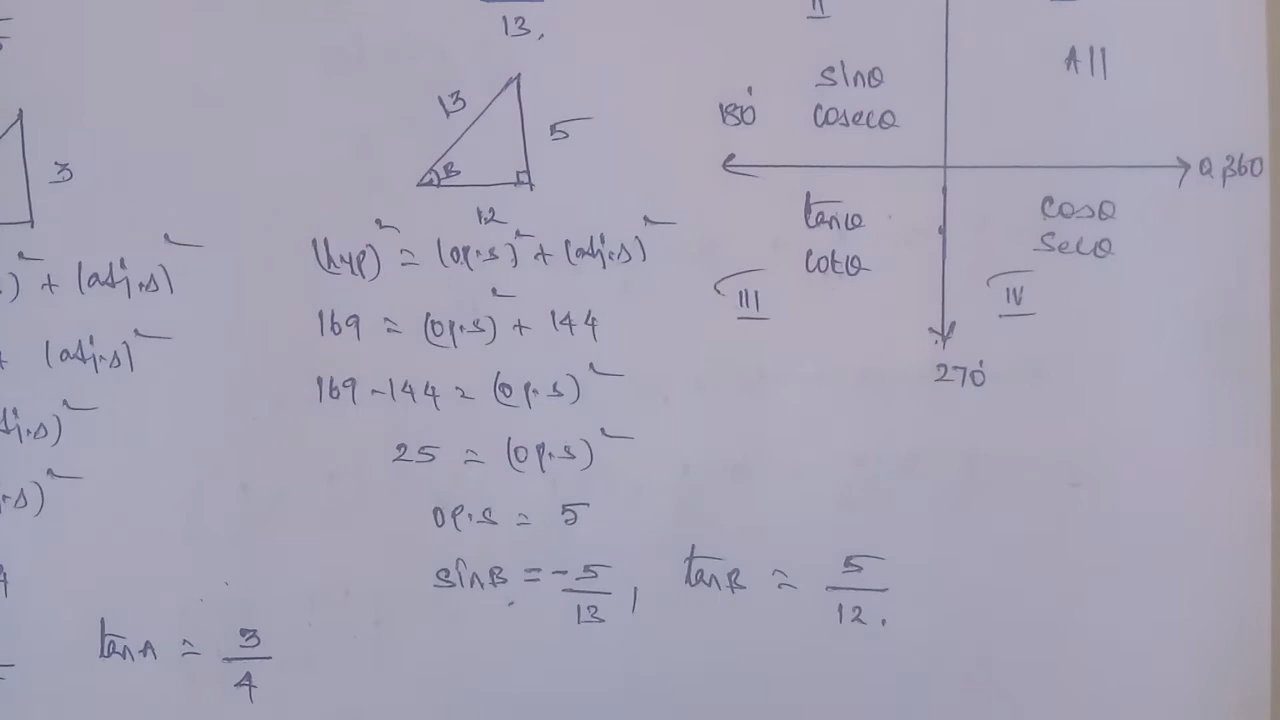 13.
13
5
B
12
3
(hyp)² = (op.s)² + (adj.s)²
169 = (op.s)² + 144
169 - 144 = (op.s)²
25 = (op.s)²
op.s = 5
sinB = -5/13, tanB = 5/12.
)² + (adj.s)²
(adj.s)²
tanA = 3/4
II
sinθ
cosecθ
All
180°
0,360
tanθ
cotθ
III
cosθ
secθ
IV
270°